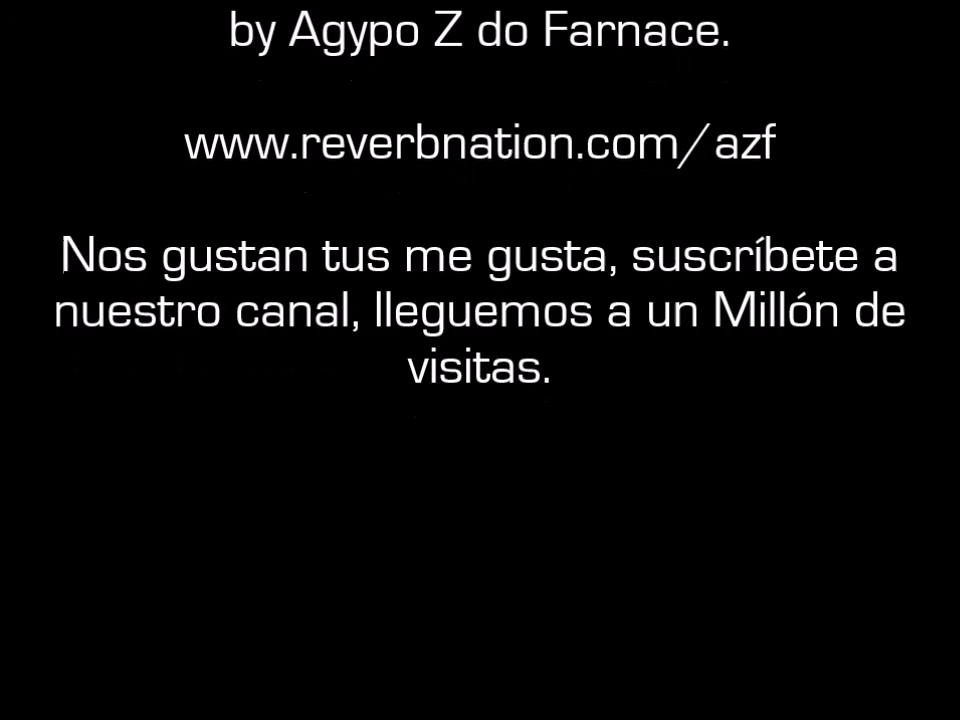 by Agypo Z do Farnace.
www.reverbnation.com/azf
Nos gustan tus me gusta, suscríbete a
nuestro canal, lleguemos a un Millón de
visitas.